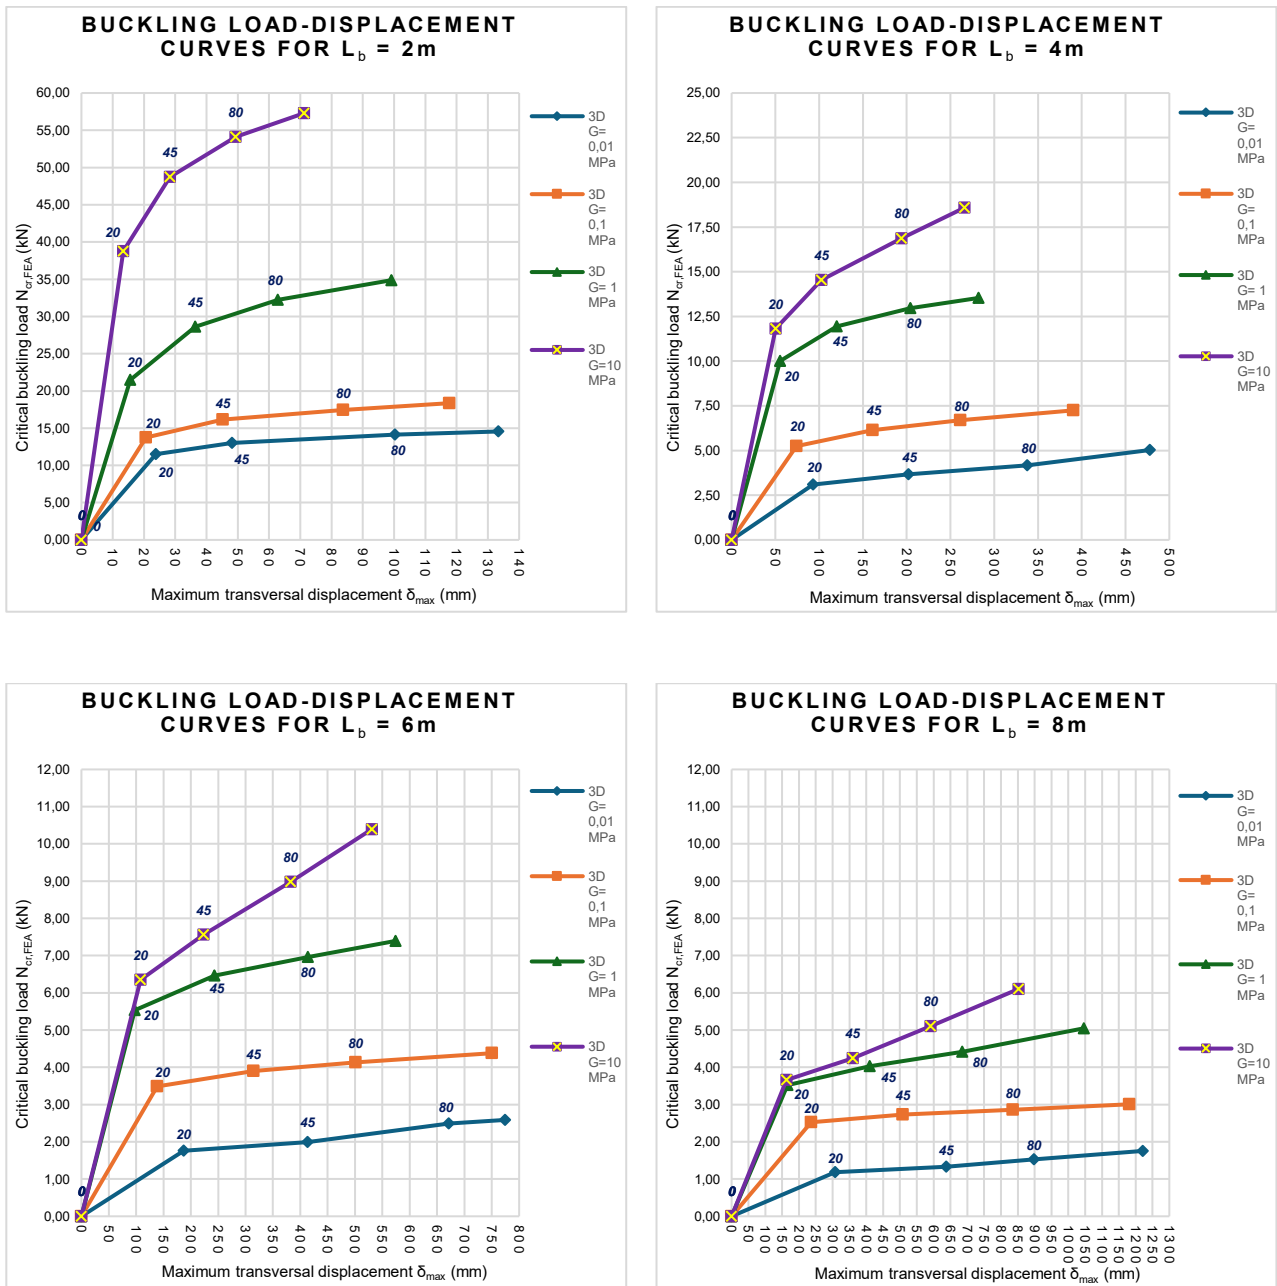 BUCKLING LOAD-DISPLACEMENT
CURVES FOR L_b = 2m
60,00
55,00
50,00
45,00
40,00
35,00
30,00
25,00
20,00
15,00
10,00
5,00
0,00
Critical buckling load N_cr,FEA (kN)
80
45
20
80
45
20
80
45
20
20
45
80
0
0
0 10 20 30 40 50 60 70 80 90 100 110 120 130 140
Maximum transversal displacement δ_max (mm)
3D
G=
0,01
MPa
3D
G=
0,1
MPa
3D
G= 1
MPa
3D
G=10
MPa
BUCKLING LOAD-DISPLACEMENT
CURVES FOR L_b = 4m
25,00
22,50
20,00
17,50
15,00
12,50
10,00
7,50
5,00
2,50
0,00
Critical buckling load N_cr,FEA (kN)
80
45
20
80
45
20
80
45
20
80
45
20
0
0 50 100 150 200 250 300 350 400 450 500
Maximum transversal displacement δ_max (mm)
3D
G=
0,01
MPa
3D
G=
0,1
MPa
3D
G= 1
MPa
3D
G=10
MPa
BUCKLING LOAD-DISPLACEMENT
CURVES FOR L_b = 6m
12,00
11,00
10,00
9,00
8,00
7,00
6,00
5,00
4,00
3,00
2,00
1,00
0,00
Critical buckling load N_cr,FEA (kN)
80
45
20
80
45
20
80
45
20
80
45
20
0
0 50 100 150 200 250 300 350 400 450 500 550 600 650 700 750 800
Maximum transversal displacement δ_max (mm)
3D
G=
0,01
MPa
3D
G=
0,1
MPa
3D
G= 1
MPa
3D
G=10
MPa
BUCKLING LOAD-DISPLACEMENT
CURVES FOR L_b = 8m
12,00
11,00
10,00
9,00
8,00
7,00
6,00
5,00
4,00
3,00
2,00
1,00
0,00
Critical buckling load N_cr,FEA (kN)
80
45
20
80
45
20
80
45
20
80
45
20
0
0 50 100 150 200 250 300 350 400 450 500 550 600 650 700 750 800 850 900 950 1000 1050 1100 1150 1200 1250 1300
Maximum transversal displacement δ_max (mm)
3D
G=
0,01
MPa
3D
G=
0,1
MPa
3D
G= 1
MPa
3D
G=10
MPa